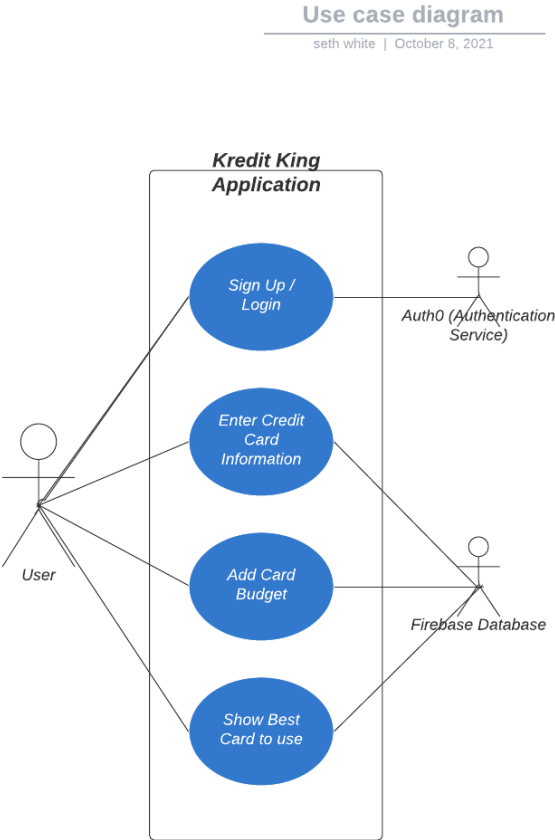 Use case diagram
seth white | October 8, 2021
Kredit King
Application
Sign Up /
Login
Auth0 (Authentication
Service)
Enter Credit
Card
Information
User
Add Card
Budget
Firebase Database
Show Best
Card to use